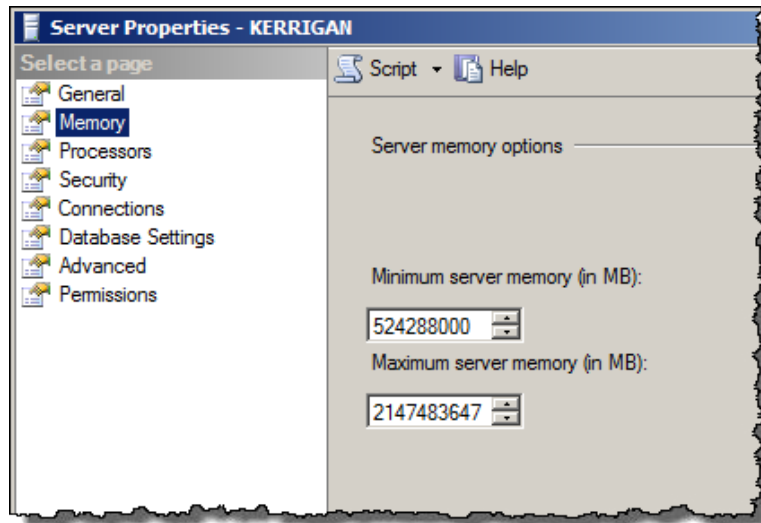 Server Properties - KERRIGAN
Select a page
General
Memory
Processors
Security
Connections
Database Settings
Advanced
Permissions
Script Help
Server memory options
Minimum server memory (in MB):
524288000
Maximum server memory (in MB):
2147483647